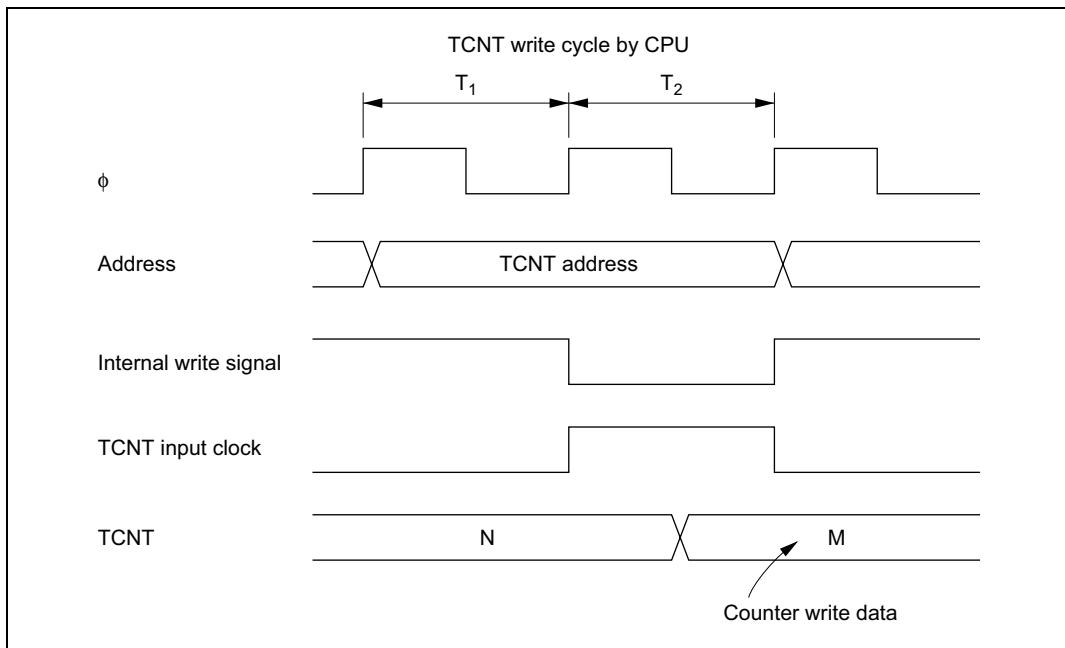 TCNT write cycle by CPU
T1 T2
ϕ
Address TCNT address
Internal write signal
TCNT input clock
TCNT N M
Counter write data